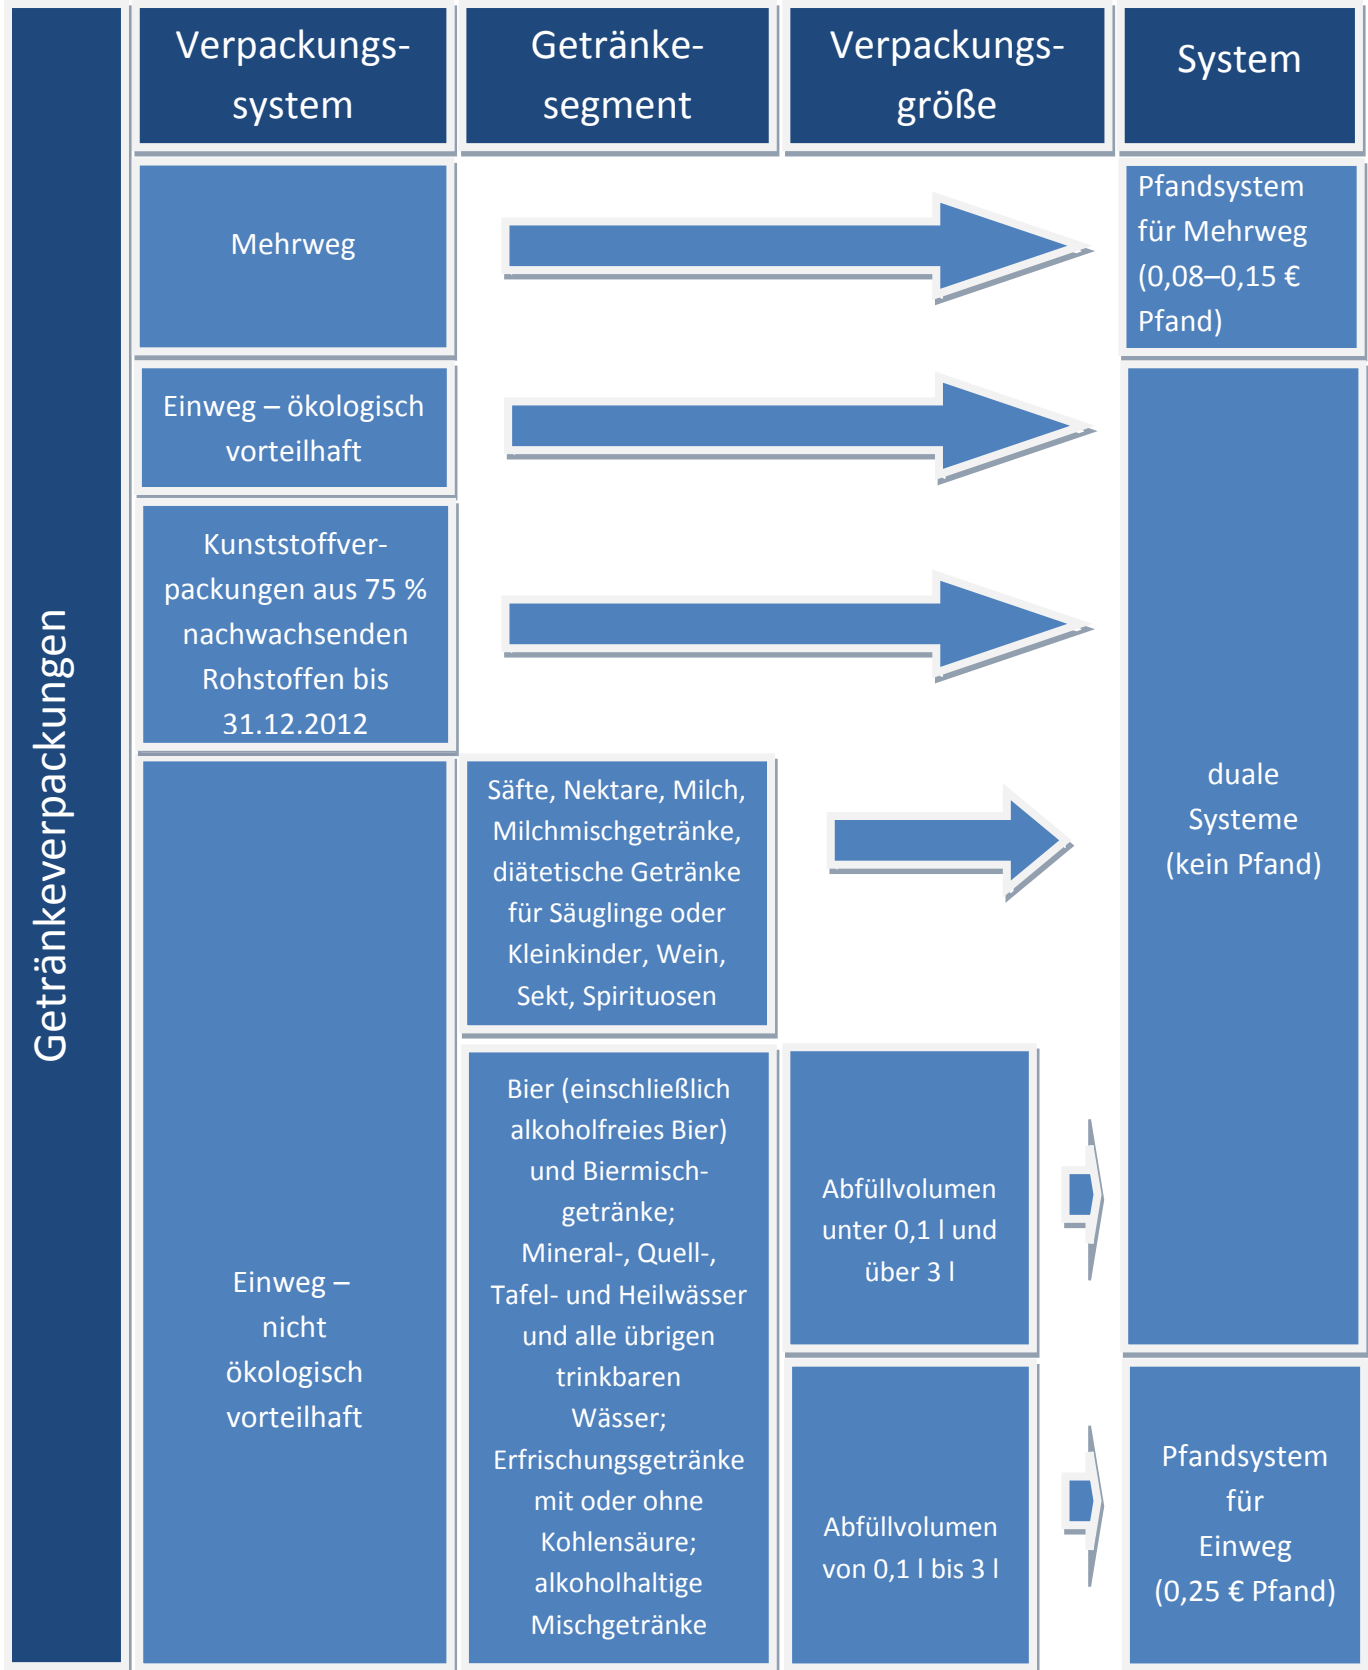 Getränkeverpackungen
Verpackungs-
system
Getränke-
segment
Verpackungs-
größe
System
Mehrweg
Pfandsystem
für Mehrweg
(0,08–0,15 €
Pfand)
Einweg – ökologisch
vorteilhaft
Kunststoffver-
packungen aus 75 %
nachwachsenden
Rohstoffen bis
31.12.2012
duale
Systeme
(kein Pfand)
Einweg –
nicht
ökologisch
vorteilhaft
Säfte, Nektare, Milch,
Milchmischgetränke,
diätetische Getränke
für Säuglinge oder
Kleinkinder, Wein,
Sekt, Spirituosen
Bier (einschließlich
alkoholfreies Bier)
und Biermisch-
getränke;
Mineral-, Quell-,
Tafel- und Heilwässer
und alle übrigen
trinkbaren
Wässer;
Erfrischungsgetränke
mit oder ohne
Kohlensäure;
alkoholhaltige
Mischgetränke
Abfüllvolumen
unter 0,1 l und
über 3 l
Abfüllvolumen
von 0,1 l bis 3 l
Pfandsystem
für
Einweg
(0,25 € Pfand)